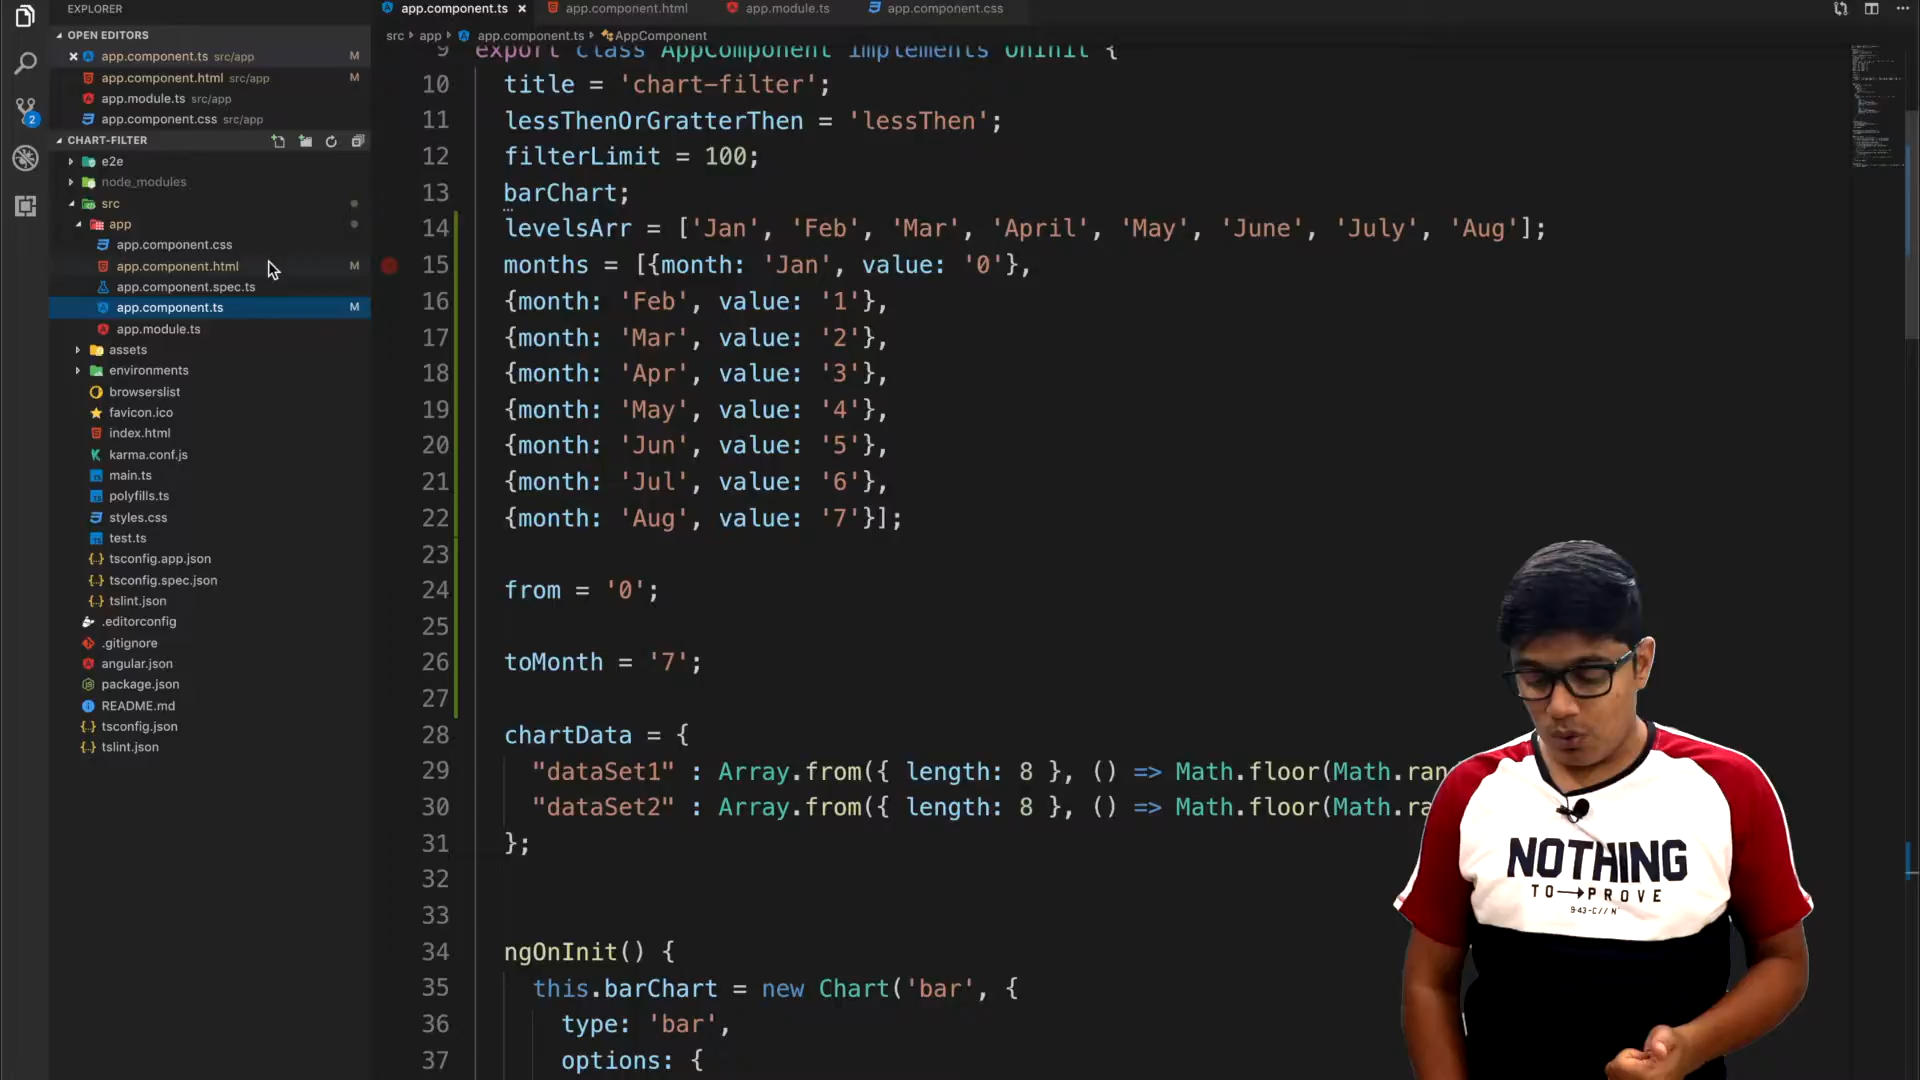 EXPLORER
OPEN EDITORS
app.component.ts src/app M
app.component.html src/app M
app.module.ts src/app
app.component.css src/app
2
CHART-FILTER
e2e
node_modules
src
app
app.component.css
app.component.html M
app.component.spec.ts
app.component.ts M
app.module.ts
assets
environments
browserslist
favicon.ico
index.html
karma.conf.js
main.ts
polyfills.ts
styles.css
test.ts
tsconfig.app.json
tsconfig.spec.json
tslint.json
.editorconfig
.gitignore
angular.json
package.json
README.md
tsconfig.json
tslint.json
app.component.ts app.component.html app.module.ts app.component.css
src app app.component.ts AppComponent
9 export class AppComponent implements OnInit {
10 title = 'chart-filter';
11 lessThenOrGratterThen = 'lessThen';
12 filterLimit = 100;
13 barChart;
14 levelsArr = ['Jan', 'Feb', 'Mar', 'April', 'May', 'June', 'July', 'Aug'];
15 months = [{month: 'Jan', value: '0'},
16 {month: 'Feb', value: '1'},
17 {month: 'Mar', value: '2'},
18 {month: 'Apr', value: '3'},
19 {month: 'May', value: '4'},
20 {month: 'Jun', value: '5'},
21 {month: 'Jul', value: '6'},
22 {month: 'Aug', value: '7'}];
23
24 from = '0';
25
26 toMonth = '7';
27
28 chartData = {
29 "dataSet1" : Array.from({ length: 8 }, () => Math.floor(Math.ran
30 "dataSet2" : Array.from({ length: 8 }, () => Math.floor(Math.ra
31 };
32
33
34 ngOnInit() {
35 this.barChart = new Chart('bar', {
36 type: 'bar',
37 options: {
NOTHING
TO→PROVE